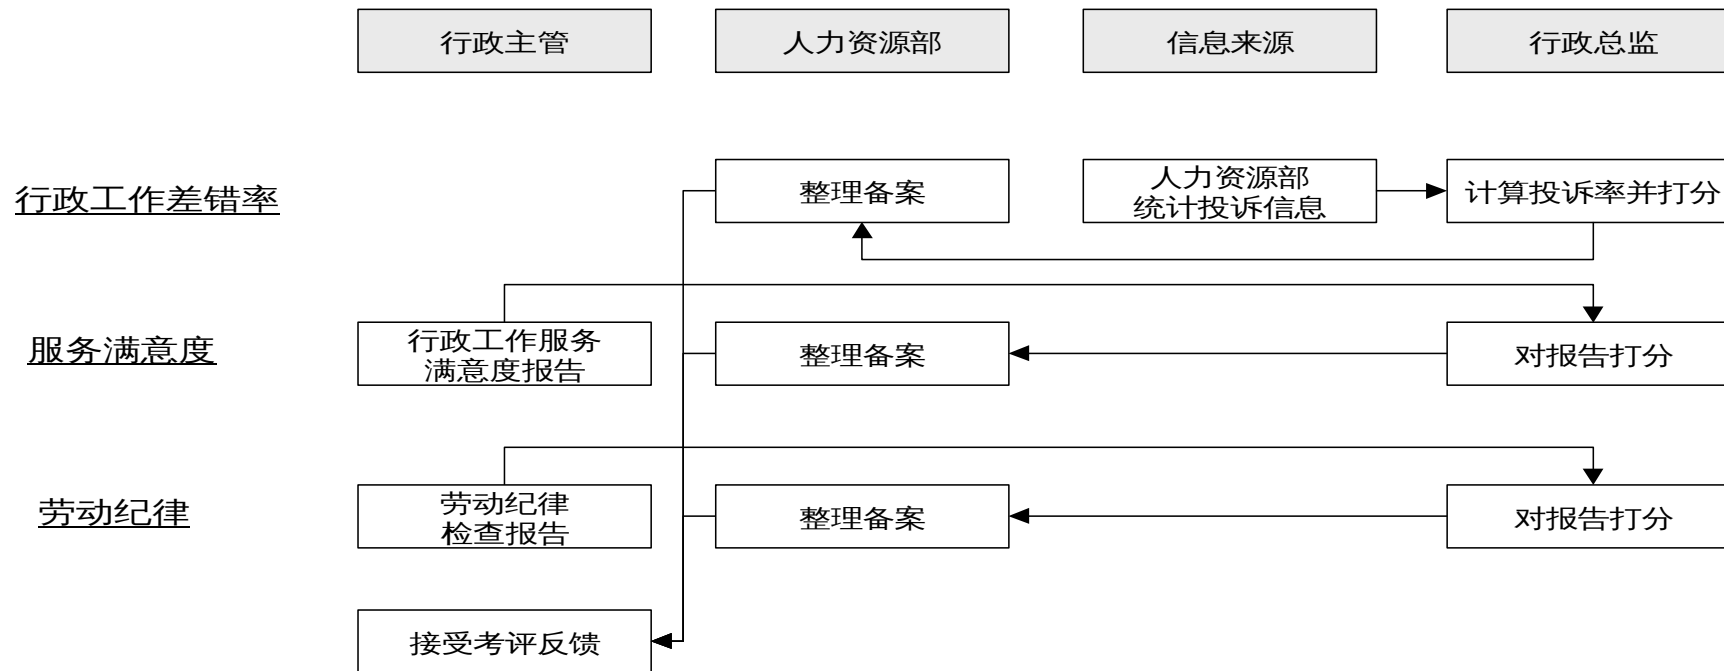 行政主管
人力资源部
信息来源
行政总监
行政工作差错率
整理备案
人力资源部
统计投诉信息
计算投诉率并打分
服务满意度
行政工作服务
满意度报告
整理备案
对报告打分
劳动纪律
劳动纪律
检查报告
整理备案
对报告打分
接受考评反馈